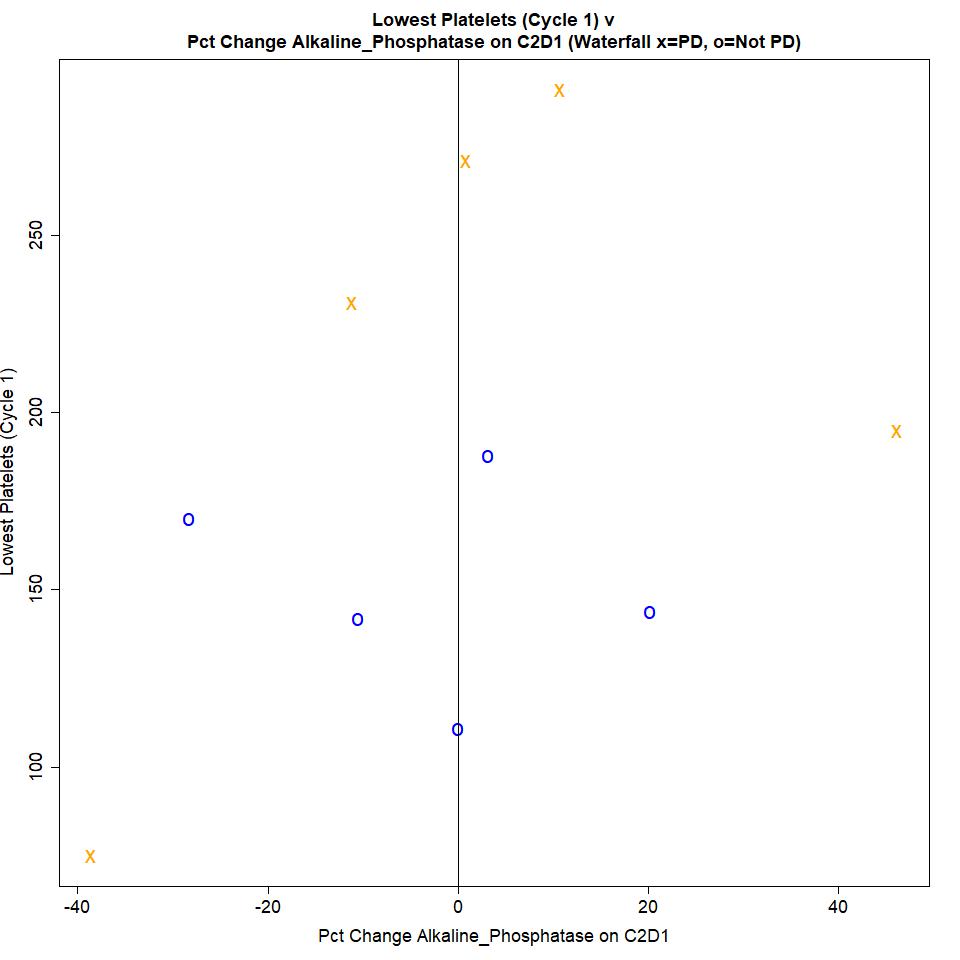 Lowest Platelets (Cycle 1) v
Pct Change Alkaline_Phosphatase on C2D1 (Waterfall x=PD, o=Not PD)
X
X
250
X
200
X
O
Lowest Platelets (Cycle 1)
O
150
O
O
O
100
X
-40 -20 0 20 40
Pct Change Alkaline_Phosphatase on C2D1